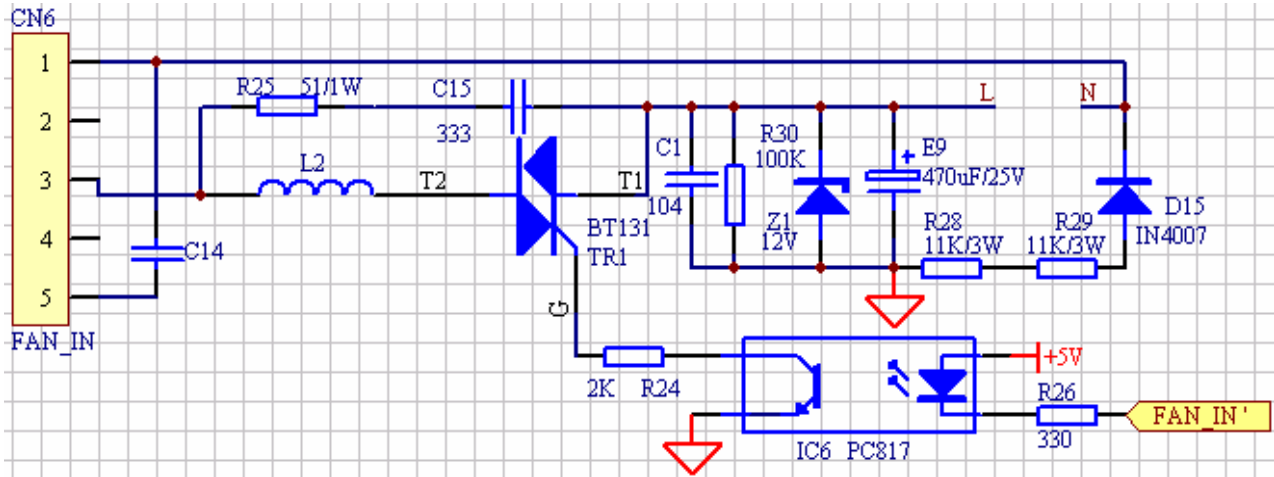 CN6
1
2
3
4
5
FAN_IN
R25 51/1W
C15
333
L2
T2
T1
C14
BT131
TR1
G
C1
104
R30
100K
Z1
12V
E9
+
470uF/25V
L
N
R28
11K/3W
R29
11K/3W
D15
IN4007
2K R24
IC6 PC817
+5V
R26
330
FAN_IN'